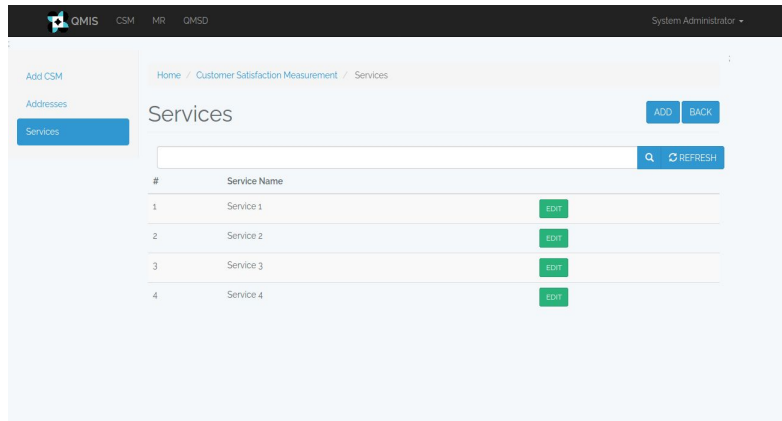 QMIS CSM MR QMSD System Administrator
;
;
Add CSM
Addresses
Services
Home / Customer Satisfaction Measurement / Services
Services
ADD BACK
REFRESH
# Service Name
1 Service 1 EDIT
2 Service 2 EDIT
3 Service 3 EDIT
4 Service 4 EDIT